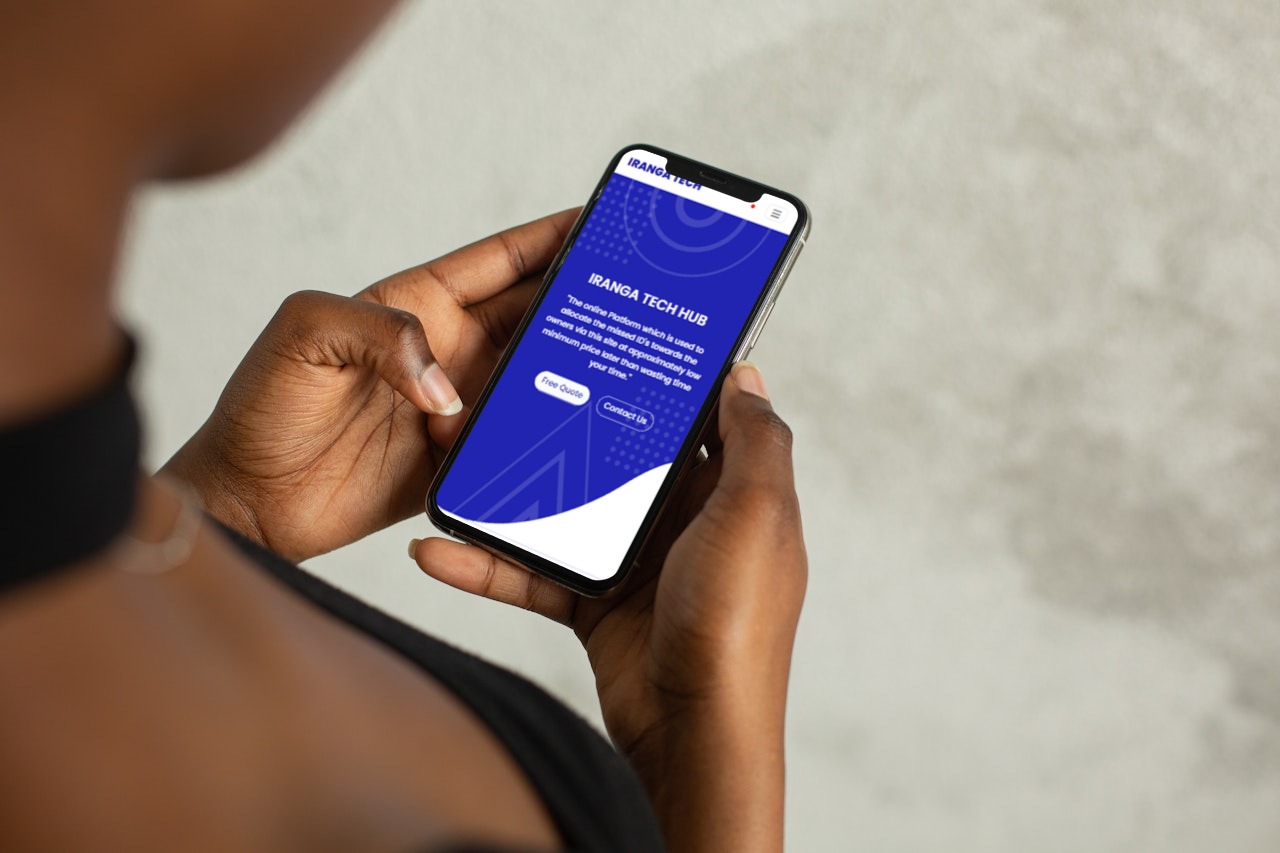 IRANGA TECH
IRANGA TECH HUB
"The online Platform which is used to
allocate the missed ID's towards the
owners via this site at approximately low
minimum price later than wasting time
your time."
Free Quote
Contact Us